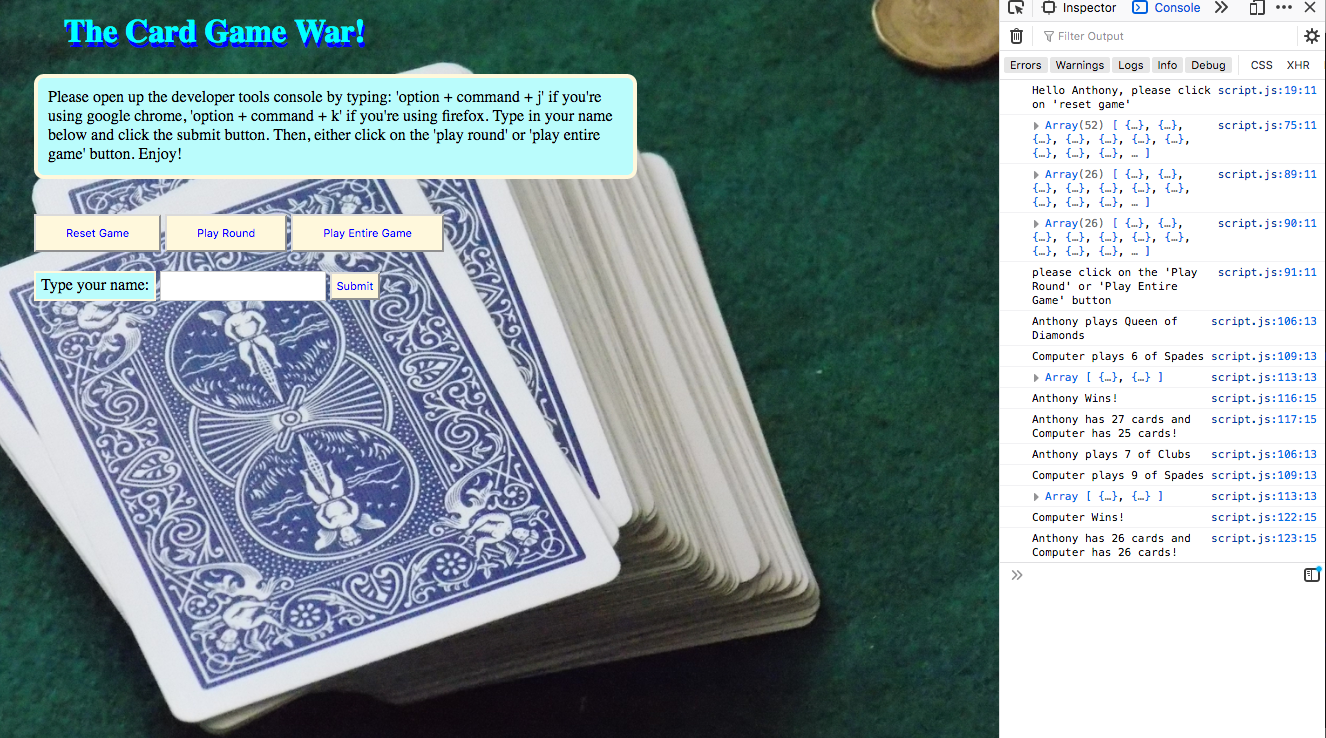 The Card Game War!
Please open up the developer tools console by typing: 'option + command + j' if you're
using google chrome, 'option + command + k' if you're using firefox. Type in your name
below and click the submit button. Then, either click on the 'play round' or 'play entire
game' button. Enjoy!
Reset Game Play Round Play Entire Game
Type your name: Submit
Inspector Console
Filter Output
Errors Warnings Logs Info Debug CSS XHR
Hello Anthony, please click script.js:19:11
on 'reset game'
Array(52) [ {…}, {…}, script.js:75:11
{…}, {…}, {…}, {…}, {…},
{…}, {…}, {…}, … ]
Array(26) [ {…}, {…}, script.js:89:11
{…}, {…}, {…}, {…}, {…},
{…}, {…}, {…}, … ]
Array(26) [ {…}, {…}, script.js:90:11
{…}, {…}, {…}, {…}, {…},
{…}, {…}, {…}, … ]
please click on the 'Play script.js:91:11
Round' or 'Play Entire
Game' button
Anthony plays Queen of script.js:106:13
Diamonds
Computer plays 6 of Spades script.js:109:13
Array [ {…}, {…} ] script.js:113:13
Anthony Wins! script.js:116:15
Anthony has 27 cards and script.js:117:15
Computer has 25 cards!
Anthony plays 7 of Clubs script.js:106:13
Computer plays 9 of Spades script.js:109:13
Array [ {…}, {…} ] script.js:113:13
Computer Wins! script.js:122:15
Anthony has 26 cards and script.js:123:15
Computer has 26 cards!